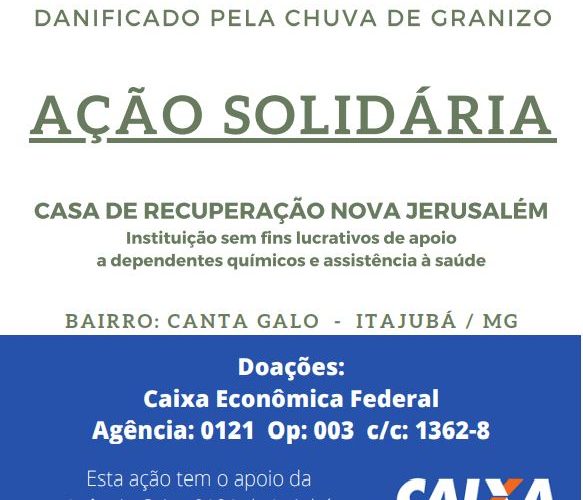 DANIFICADO PELA CHUVA DE GRANIZO
AÇÃO SOLIDÁRIA
CASA DE RECUPERAÇÃO NOVA JERUSALÉM
Instituição sem fins lucrativos de apoio
a dependentes químicos e assistência à saúde
BAIRRO: CANTA GALO - ITAJUBÁ / MG
Doações:
Caixa Econômica Federal
Agência: 0121 Op: 003 c/c: 1362-8
Esta ação tem o apoio da
CAIXA